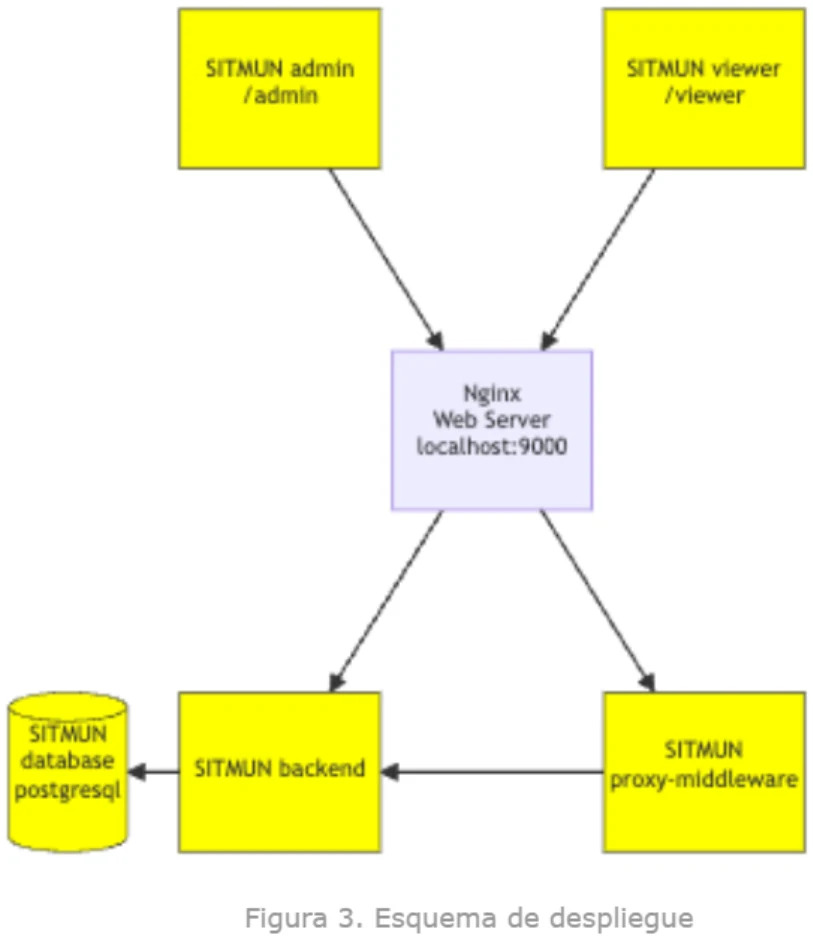 SITMUN admin
/admin
SITMUN viewer
/viewer
Nginx
Web Server
localhost:9000
SITMUN
database
postgresql
SITMUN backend
SITMUN
proxy-middleware
Figura 3. Esquema de despliegue